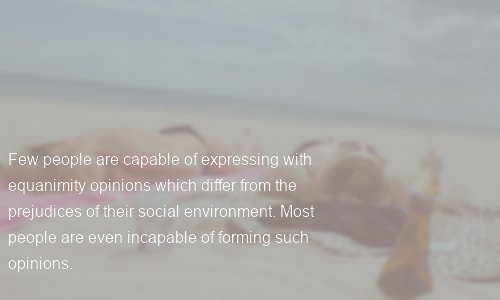 Few people are capable of expressing with
equanimity opinions which differ from the
prejudices of their social environment. Most
people are even incapable of forming such
opinions.